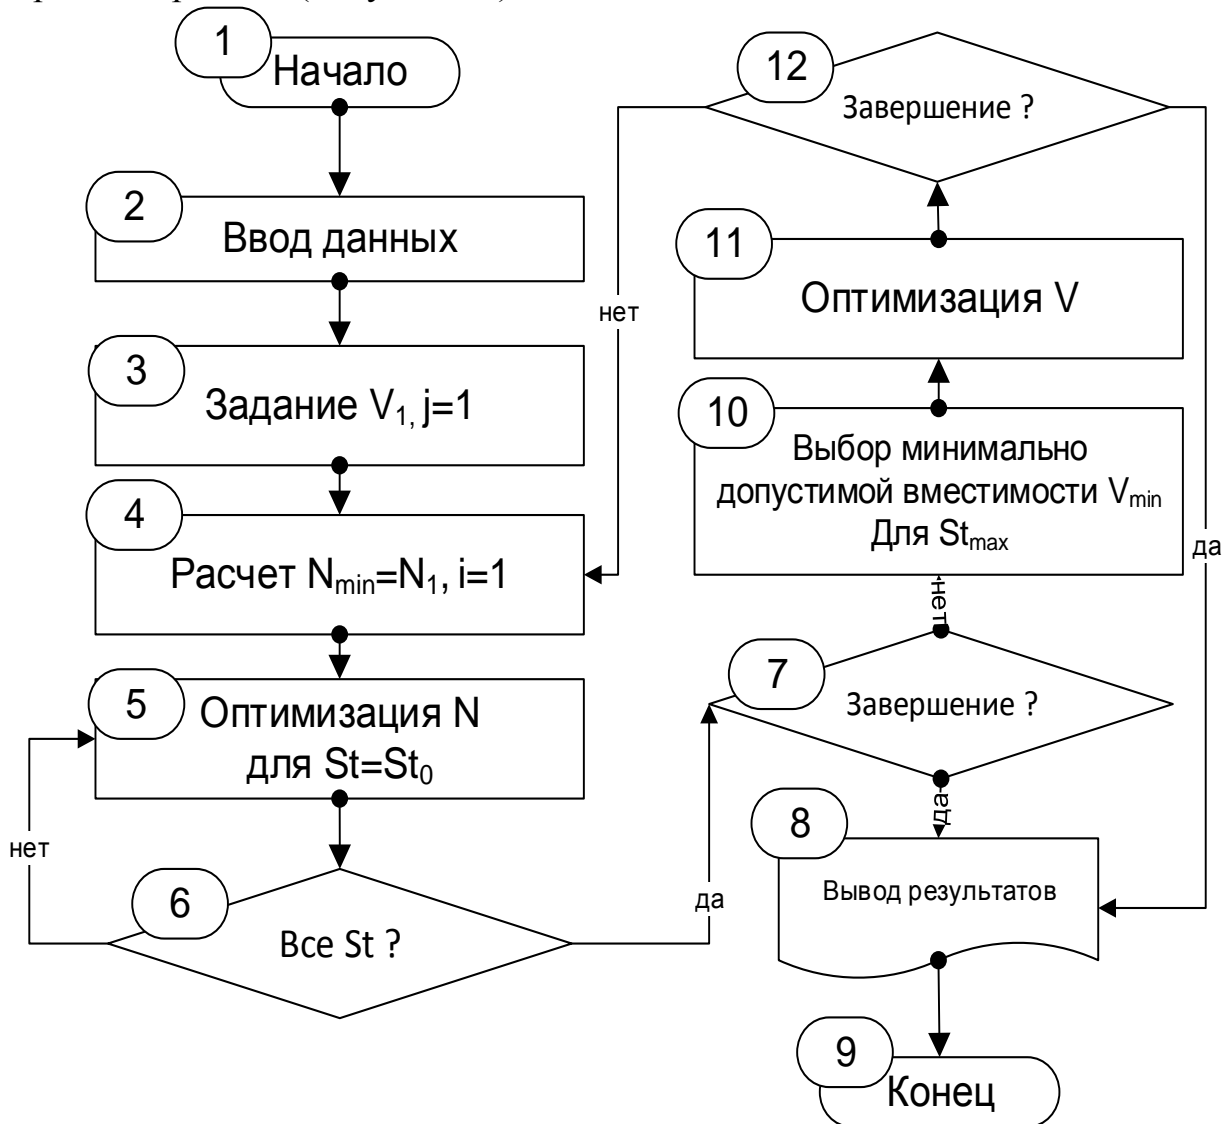 1
Начало
2
Ввод данных
3
Задание V1, j=1
4
Расчет Nmin=N1, i=1
5
Оптимизация N
для St=St0
нет
6
Все St ?
да
7
Завершение ?
да
нет
8
Вывод результатов
9
Конец
10
Выбор минимально
допустимой вместимости Vmin
Для Stmax
11
Оптимизация V
12
Завершение ?
нет
да